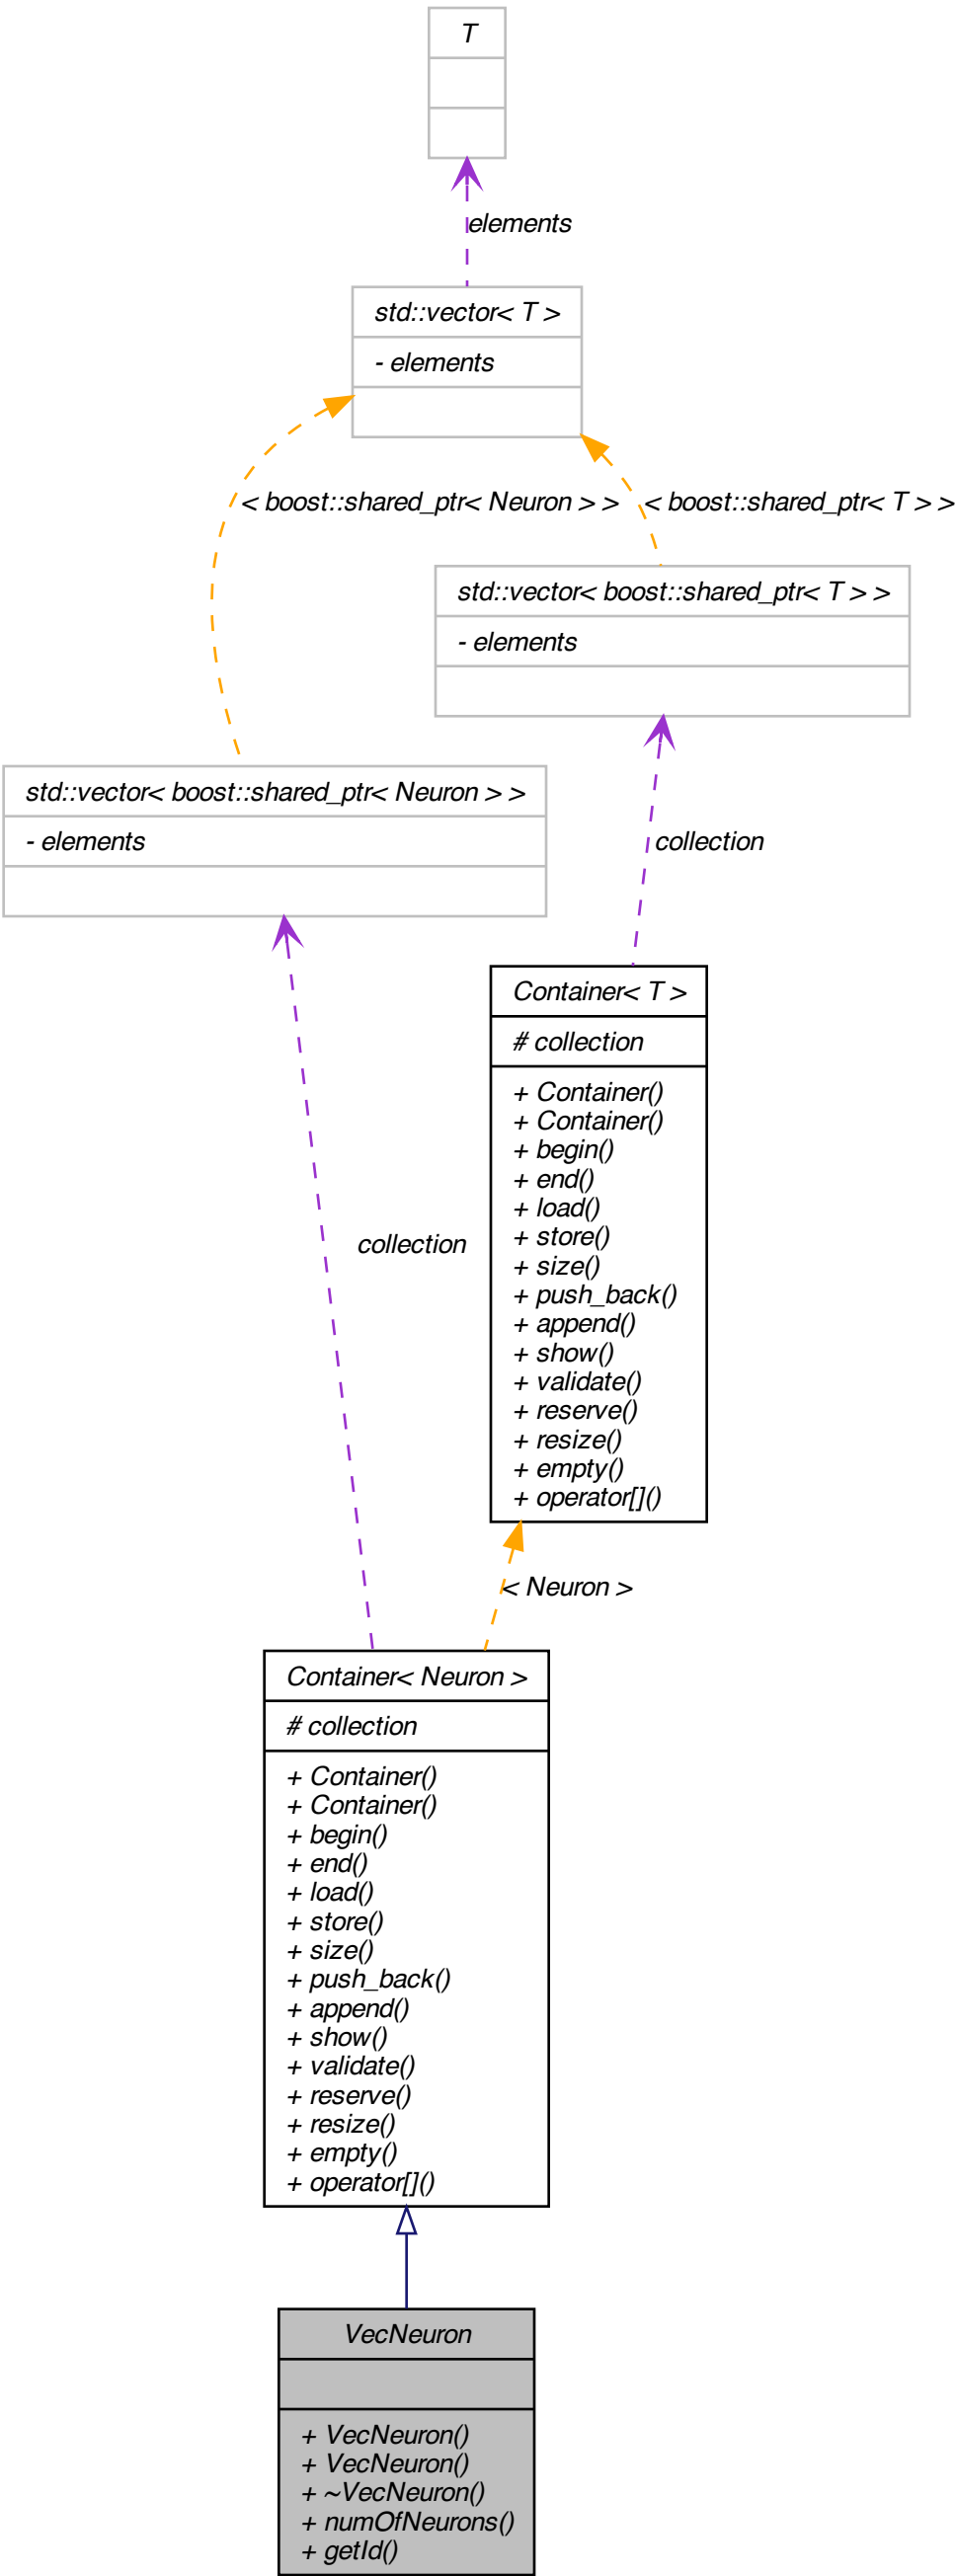 T
elements
std::vector< T >
- elements
< boost::shared_ptr< Neuron > >
< boost::shared_ptr< T > >
std::vector< boost::shared_ptr< T > >
- elements
std::vector< boost::shared_ptr< Neuron > >
- elements
collection
Container< T >
# collection
+ Container()
+ Container()
+ begin()
+ end()
+ load()
+ store()
+ size()
+ push_back()
+ append()
+ show()
+ validate()
+ reserve()
+ resize()
+ empty()
+ operator[]()
collection
< Neuron >
Container< Neuron >
# collection
+ Container()
+ Container()
+ begin()
+ end()
+ load()
+ store()
+ size()
+ push_back()
+ append()
+ show()
+ validate()
+ reserve()
+ resize()
+ empty()
+ operator[]()
VecNeuron
+ VecNeuron()
+ VecNeuron()
+ ~VecNeuron()
+ numOfNeurons()
+ getId()